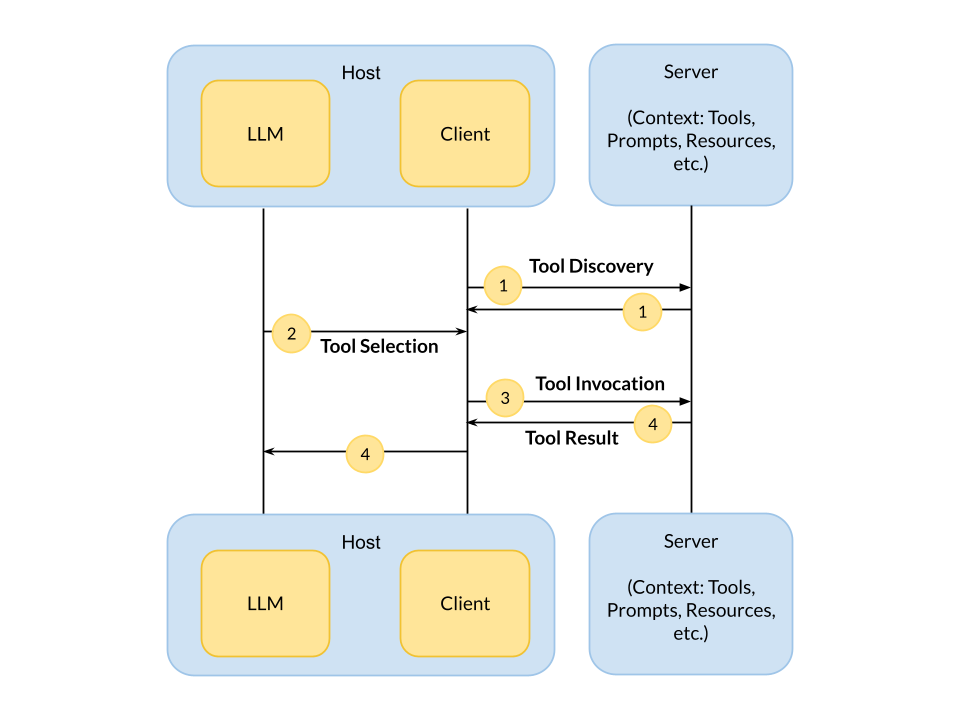 Host
LLM
Client
Server
(Context: Tools,
Prompts, Resources,
etc.)
Tool Discovery
1
1
2
Tool Selection
Tool Invocation
3
4
Tool Result
4
Host
LLM
Client
Server
(Context: Tools,
Prompts, Resources,
etc.)